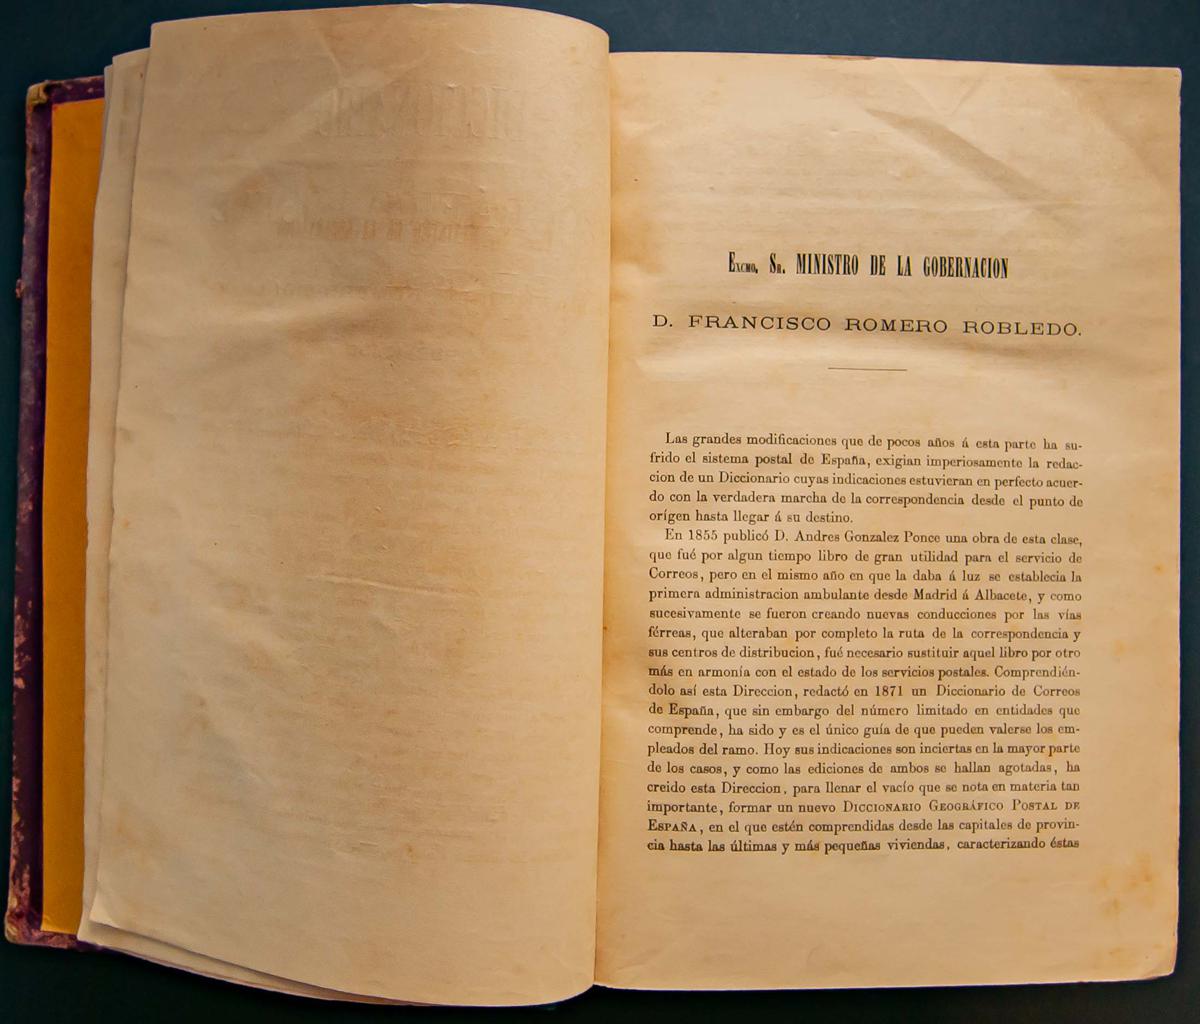 Excmo. Sr. MINISTRO DE LA GOBERNACION
D. FRANCISCO ROMERO ROBLEDO.
Las grandes modificaciones que de pocos años á esta parte ha su-
frido el sistema postal de España, exigian imperiosamente la redac-
cion de un Diccionario cuyas indicaciones estuvieran en perfecto acuer-
do con la verdadera marcha de la correspondencia desde el punto de
orígen hasta llegar á su destino.
En 1855 publicó D. Andres Gonzalez Ponce una obra de esta clase,
que fué por algun tiempo libro de gran utilidad para el servicio de
Correos, pero en el mismo año en que la daba á luz se establecia la
primera administracion ambulante desde Madrid á Albacete, y como
sucesivamente se fueron creando nuevas conducciones por las vías
férreas, que alteraban por completo la ruta de la correspondencia y
sus centros de distribucion, fué necesario sustituir aquel libro por otro
más en armonía con el estado de los servicios postales. Comprendién-
dolo así esta Direccion, redactó en 1871 un Diccionario de Correos
de España, que sin embargo del número limitado en entidades que
comprende, ha sido y es el único guía de que pueden valerse los em-
pleados del ramo. Hoy sus indicaciones son inciertas en la mayor parte
de los casos, y como las ediciones de ambos se hallan agotadas, ha
creido esta Direccion, para llenar el vacío que se nota en materia tan
importante, formar un nuevo DICCIONARIO GEOGRÁFICO POSTAL DE
ESPAÑA, en el que estén comprendidas desde las capitales de provin-
cia hasta las últimas y más pequeñas viviendas, caracterizando éstas